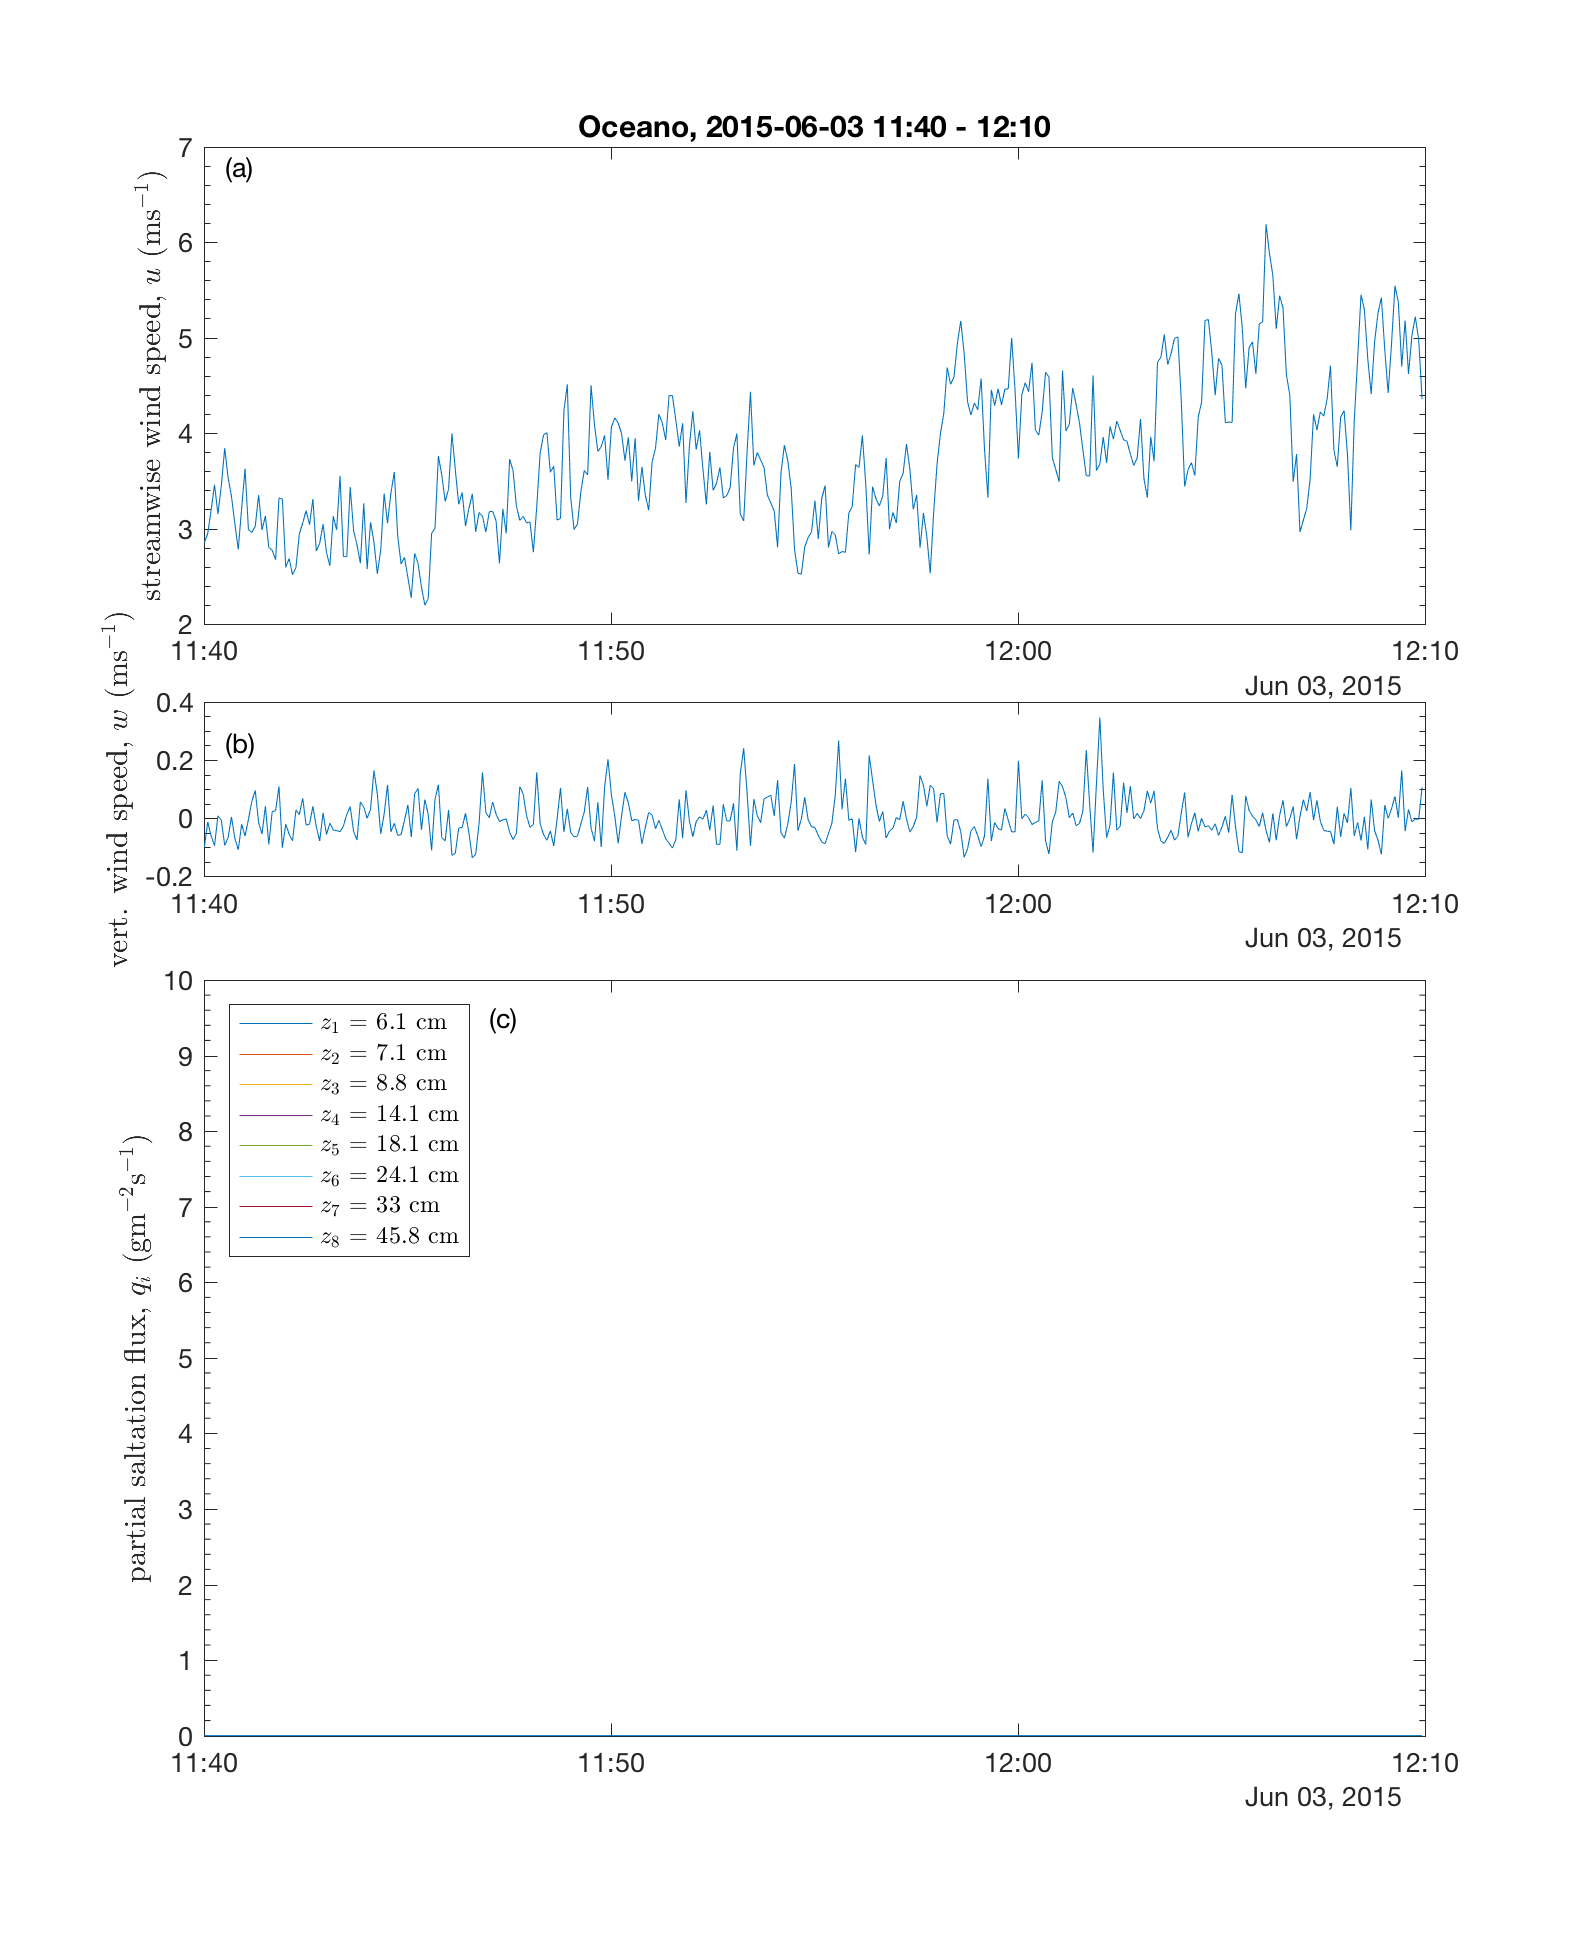 Oceano, 2015-06-03 11:40 - 12:10
(a)
streamwise wind speed, u (ms⁻¹)
7
6
5
4
3
2
11:40 11:50 12:00 12:10
Jun 03, 2015
(b)
vert. wind speed, w (ms⁻¹)
0.4
0.2
0
-0.2
11:40 11:50 12:00 12:10
Jun 03, 2015
(c)
partial saltation flux, qᵢ (gm⁻²s⁻¹)
10
9
8
7
6
5
4
3
2
1
0
z₁ = 6.1 cm
z₂ = 7.1 cm
z₃ = 8.8 cm
z₄ = 14.1 cm
z₅ = 18.1 cm
z₆ = 24.1 cm
z₇ = 33 cm
z₈ = 45.8 cm
11:40 11:50 12:00 12:10
Jun 03, 2015